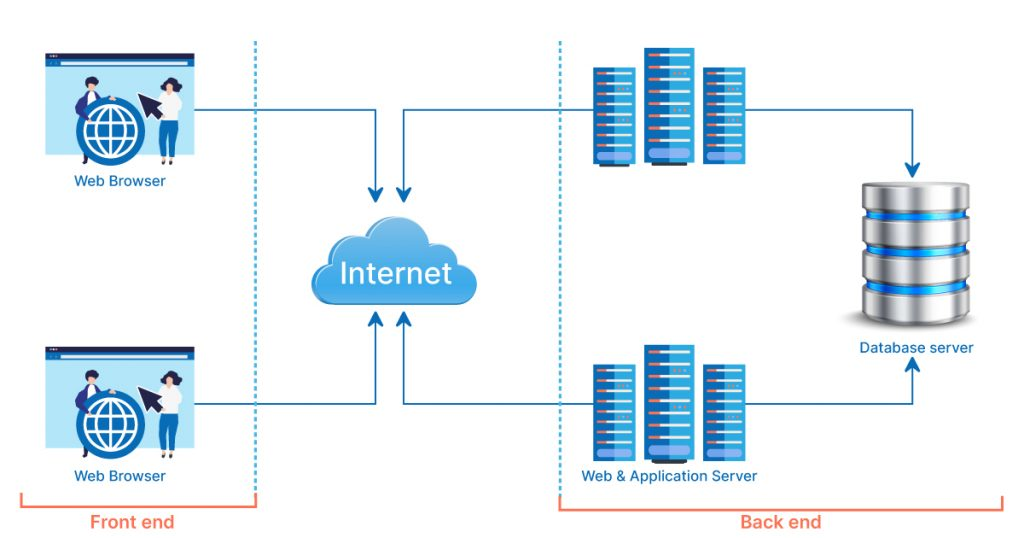 Web Browser
Internet
Database server
Web Browser
Web & Application Server
Front end
Back end